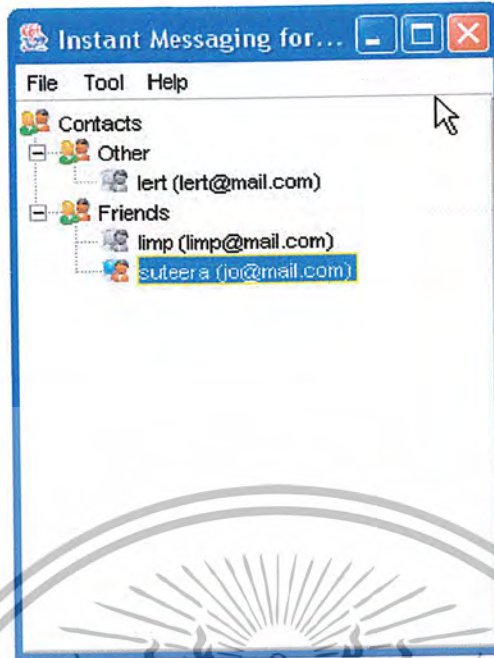 Instant Messaging for...
File Tool Help
Contacts
Other
lert (lert@mail.com)
Friends
limp (limp@mail.com)
suteera (jo@mail.com)